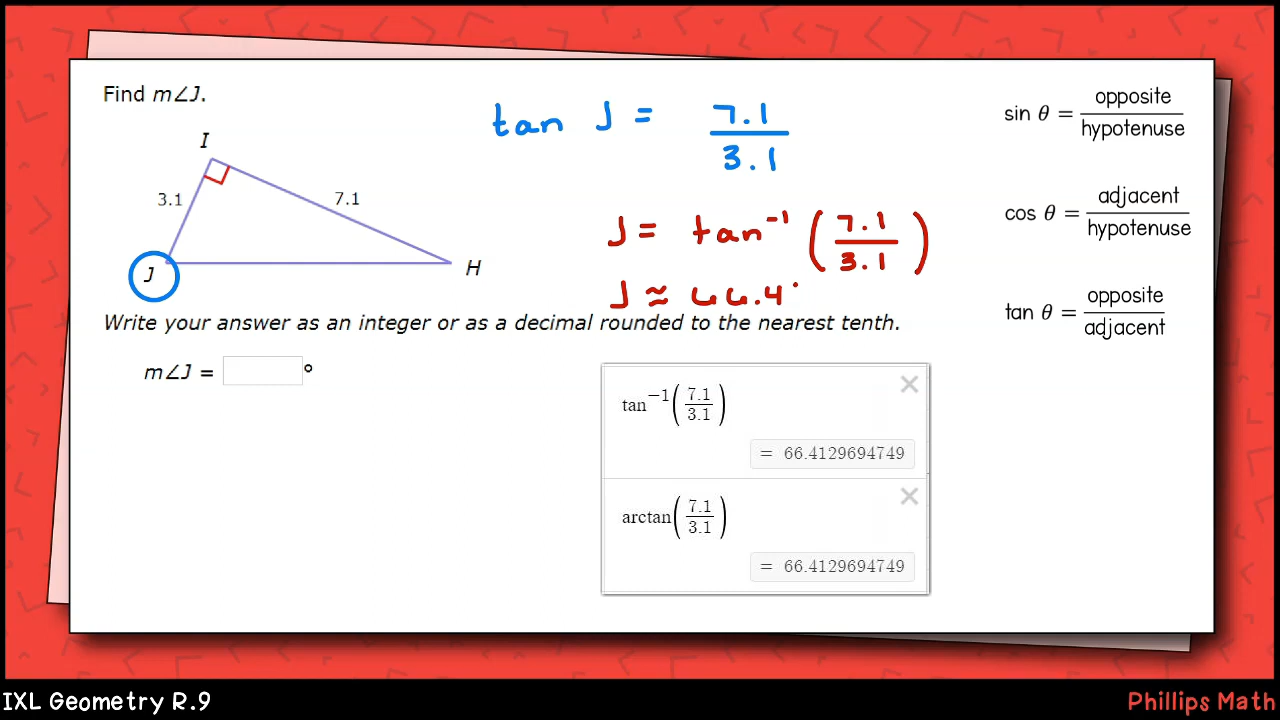 Find m∠J.
I
3.1
7.1
J
H
tan J = 7.1/3.1
J = tan⁻¹ (7.1/3.1)
J ≈ 66.4°
Write your answer as an integer or as a decimal rounded to the nearest tenth.
m∠J = °
tan⁻¹(7.1/3.1)
= 66.4129694749
arctan(7.1/3.1)
= 66.4129694749
sin θ = opposite/hypotenuse
cos θ = adjacent/hypotenuse
tan θ = opposite/adjacent
IXL Geometry R.9
Phillips Math